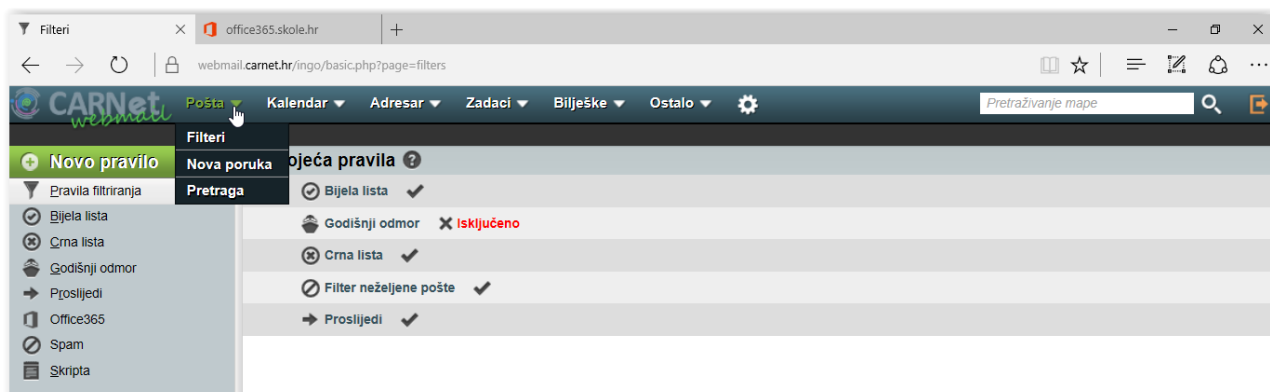 Filteri
office365.skole.hr
webmail.carnet.hr/ingo/basic.php?page=filters
CARNet webmail Pošta Kalendar Adresar Zadaci Bilješke Ostalo Pretraživanje mape
Filteri
Nova poruka
Pretraga
Novo pravilo
ojeća pravila
Pravila filtriranja
Bijela lista
Crna lista
Godišnji odmor
Proslijedi
Office365
Spam
Skripta
Bijela lista
Godišnji odmor Isključeno
Crna lista
Filter neželjene pošte
Proslijedi